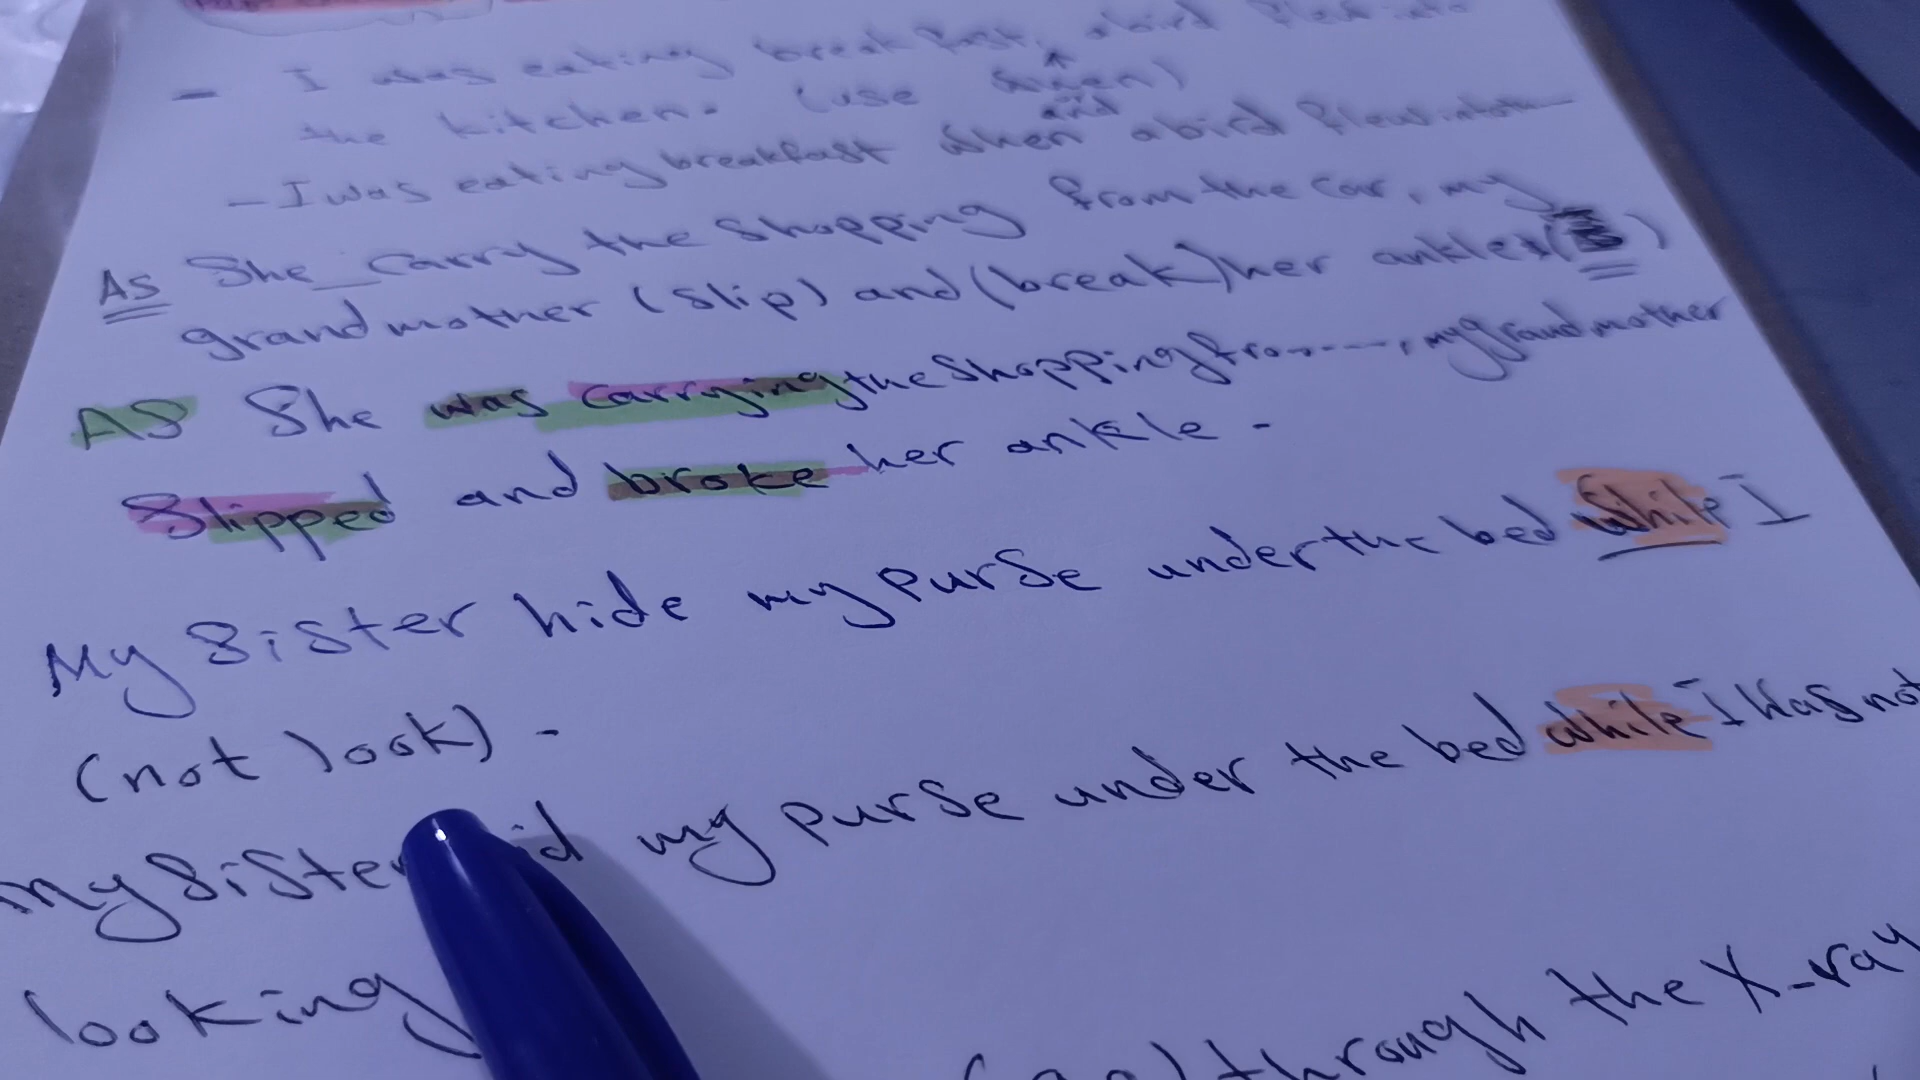 - I was eating breakfast, a bird flew into
the kitchen. (use when)
and
- I was eating breakfast when a bird flew into
As She _ carry the Shopping from the car, my
grandmother (Slip) and (break) her ankle
As She was carrying the Shopping fro------, my grandmother
Slipped and broke her ankle -
My Sister hide my purse under the bed while I
(not look) -
My Sister id my purse under the bed while I was not
looking
through the X-ray